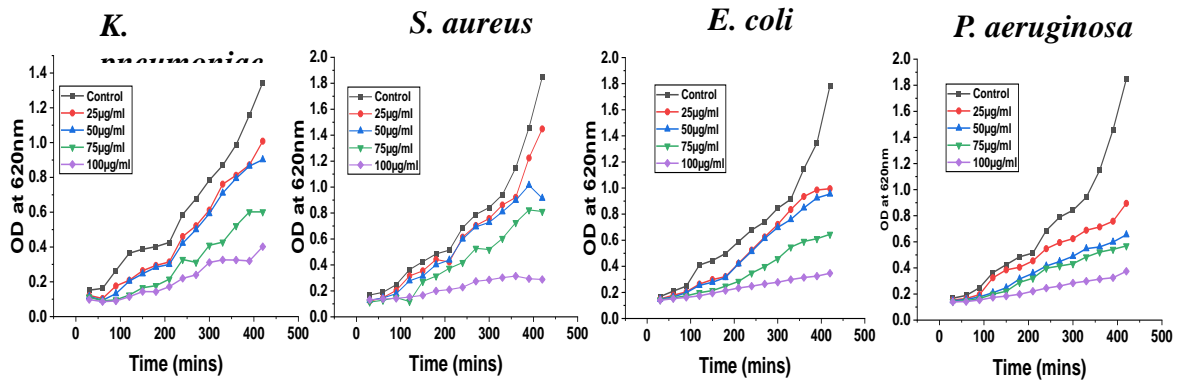 K.
pneumoniae
OD at 620nm
1.4
1.2
1.0
0.8
0.6
0.4
0.2
0.0
Control
25µg/ml
50µg/ml
75µg/ml
100µg/ml
0 100 200 300 400 500
Time (mins)
S. aureus
OD at 620nm
2.0
1.8
1.6
1.4
1.2
1.0
0.8
0.6
0.4
0.2
0.0
Control
25µg/ml
50µg/ml
75µg/ml
100µg/ml
0 100 200 300 400 500
Time (mins)
E. coli
OD at 620nm
2.0
1.8
1.6
1.4
1.2
1.0
0.8
0.6
0.4
0.2
0.0
Control
25µg/ml
50µg/ml
75µg/ml
100µg/ml
0 100 200 300 400 500
Time (mins)
P. aeruginosa
OD at 620nm
2.0
1.8
1.6
1.4
1.2
1.0
0.8
0.6
0.4
0.2
0.0
Control
25µg/ml
50µg/ml
75µg/ml
100µg/ml
0 100 200 300 400 500
Time (mins)